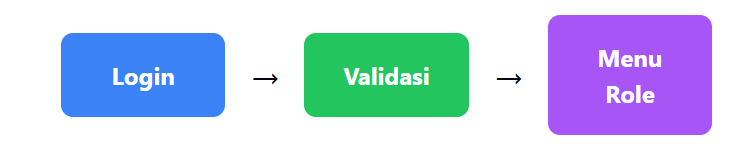 Login
→
Validasi
→
Menu
Role